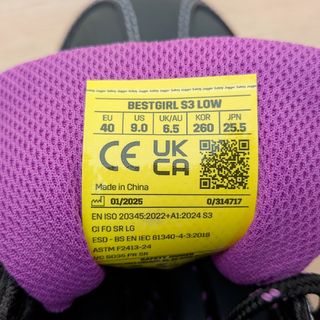 BESTGIRL S3 LOW
EU US UK/AU KOR JPN
40 9.0 6.5 260 25.5
CE UKCA
Made in China
01/2025 0/314717
EN ISO 20345:2022+A1:2024 S3
CI FO SR LG
ESD - BS EN IEC 61340-4-3:2018
ASTM F2413-24